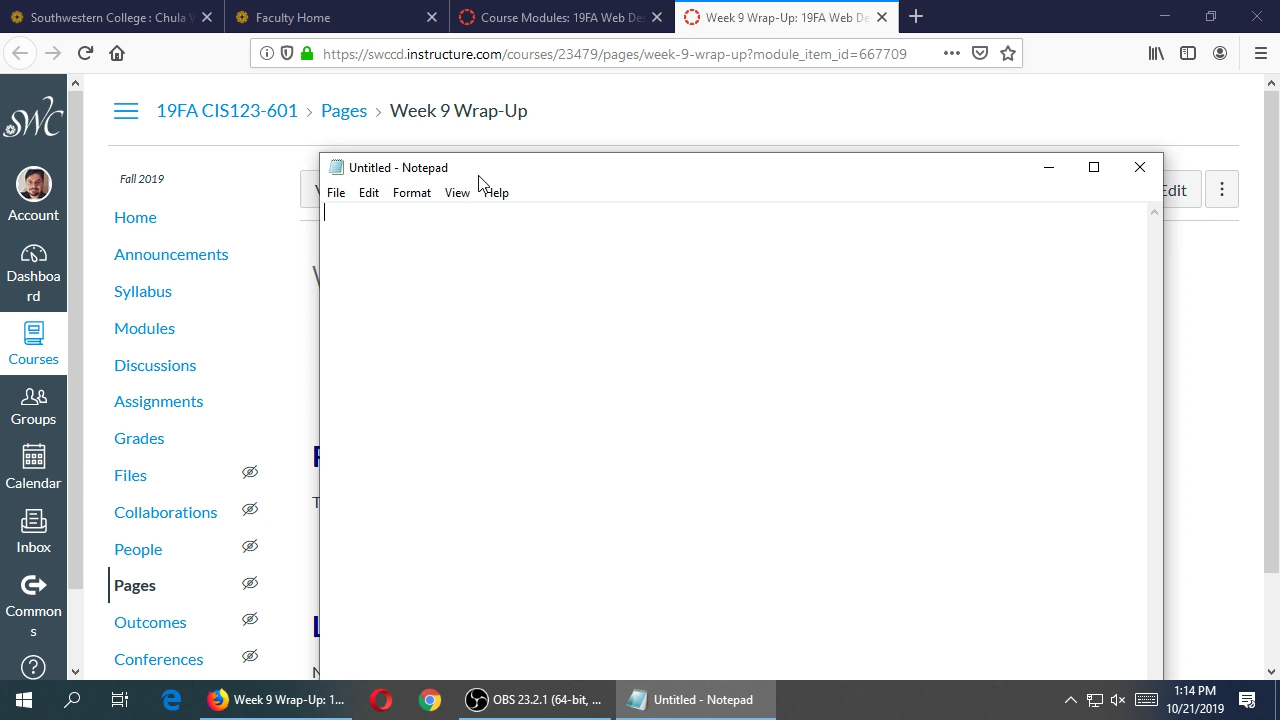 Southwestern College : Chula V
Faculty Home
Course Modules: 19FA Web De
Week 9 Wrap-Up: 19FA Web De
https://swccd.instructure.com/courses/23479/pages/week-9-wrap-up?module_item_id=667709
SWC
19FA CIS123-601 > Pages > Week 9 Wrap-Up
Fall 2019
Untitled - Notepad
File Edit Format View Help
Edit
Account
Dashboa
rd
Courses
Groups
Calendar
Inbox
Common
s
Home
Announcements
Syllabus
Modules
Discussions
Assignments
Grades
Files
Collaborations
People
Pages
Outcomes
Conferences
Week 9 Wrap-Up: 1...
OBS 23.2.1 (64-bit, ...
Untitled - Notepad
1:14 PM
10/21/2019